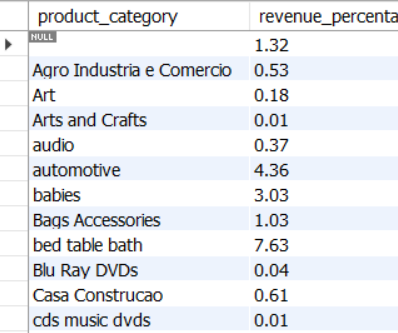 product_category revenue_percenta
NULL 1.32
Agro Industria e Comercio 0.53
Art 0.18
Arts and Crafts 0.01
audio 0.37
automotive 4.36
babies 3.03
Bags Accessories 1.03
bed table bath 7.63
Blu Ray DVDs 0.04
Casa Construcao 0.61
cds music dvds 0.01